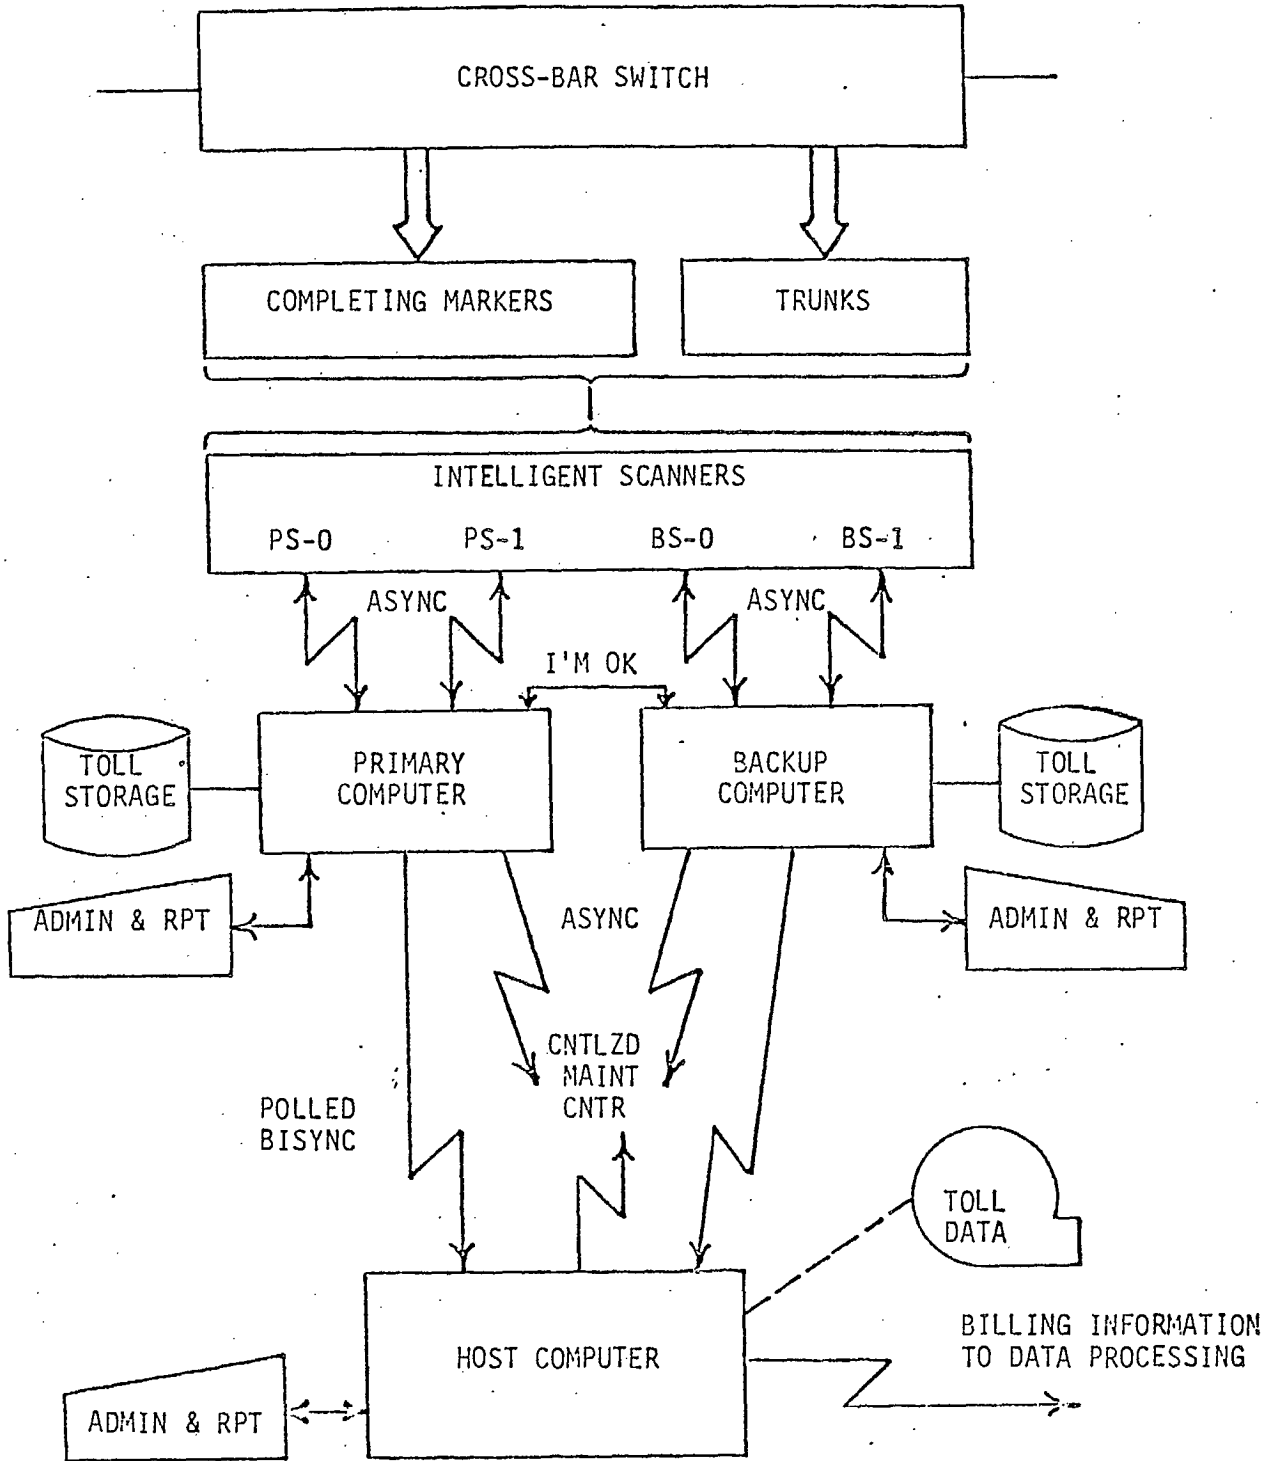 CROSS-BAR SWITCH
COMPLETING MARKERS
TRUNKS
INTELLIGENT SCANNERS
PS-0
PS-1
BS-0
BS-1
ASYNC
ASYNC
I'M OK
TOLL
STORAGE
PRIMARY
COMPUTER
BACKUP
COMPUTER
TOLL
STORAGE
ADMIN & RPT
ASYNC
ADMIN & RPT
CNTLZD
MAINT
CNTR
POLLED
BISYNC
TOLL
DATA
BILLING INFORMATION
TO DATA PROCESSING
HOST COMPUTER
ADMIN & RPT